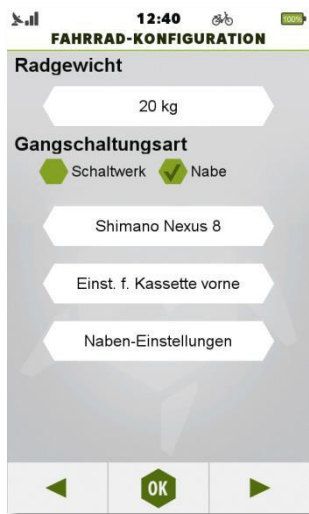 12:40
100%
FAHRRAD-KONFIGURATION
Radgewicht
20 kg
Gangschaltungsart
Schaltwerk Nabe
Shimano Nexus 8
Einst. f. Kassette vorne
Naben-Einstellungen
OK